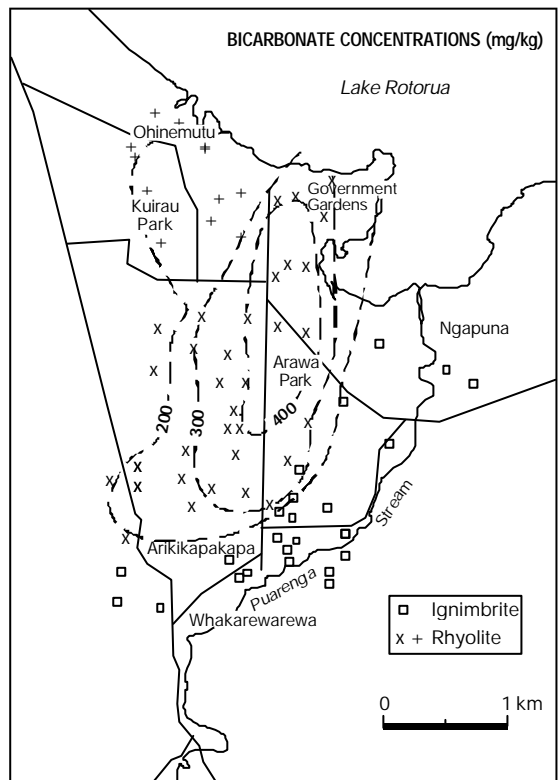 BICARBONATE CONCENTRATIONS (mg/kg)
Lake Rotorua
Ohinemutu
Government
Gardens
Kuirau
Park
Ngapuna
Arawa
Park
200
300
400
Stream
Arikikapakapa
Puarenga
Whakarewarewa
Ignimbrite
x + Rhyolite
0 1 km